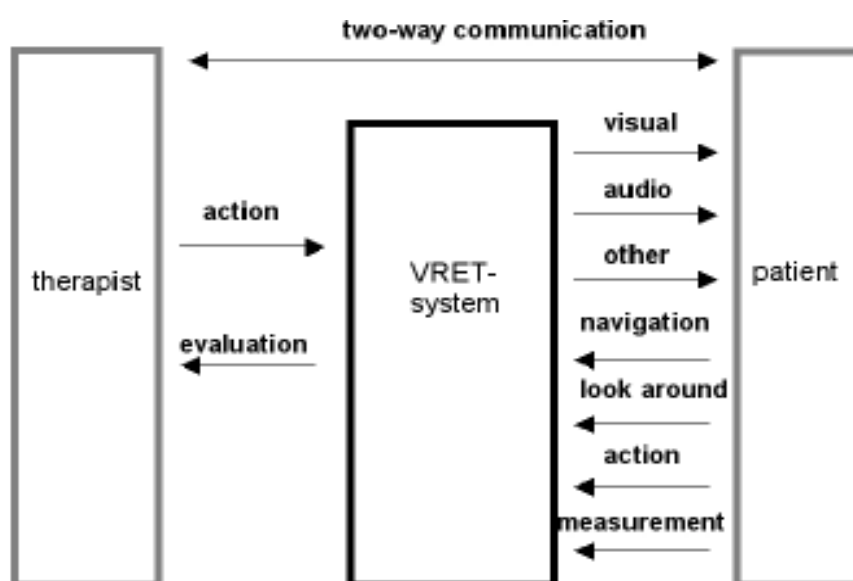 two-way communication
visual
audio
action
other
therapist
VRET-
system
patient
navigation
evaluation
look around
action
measurement